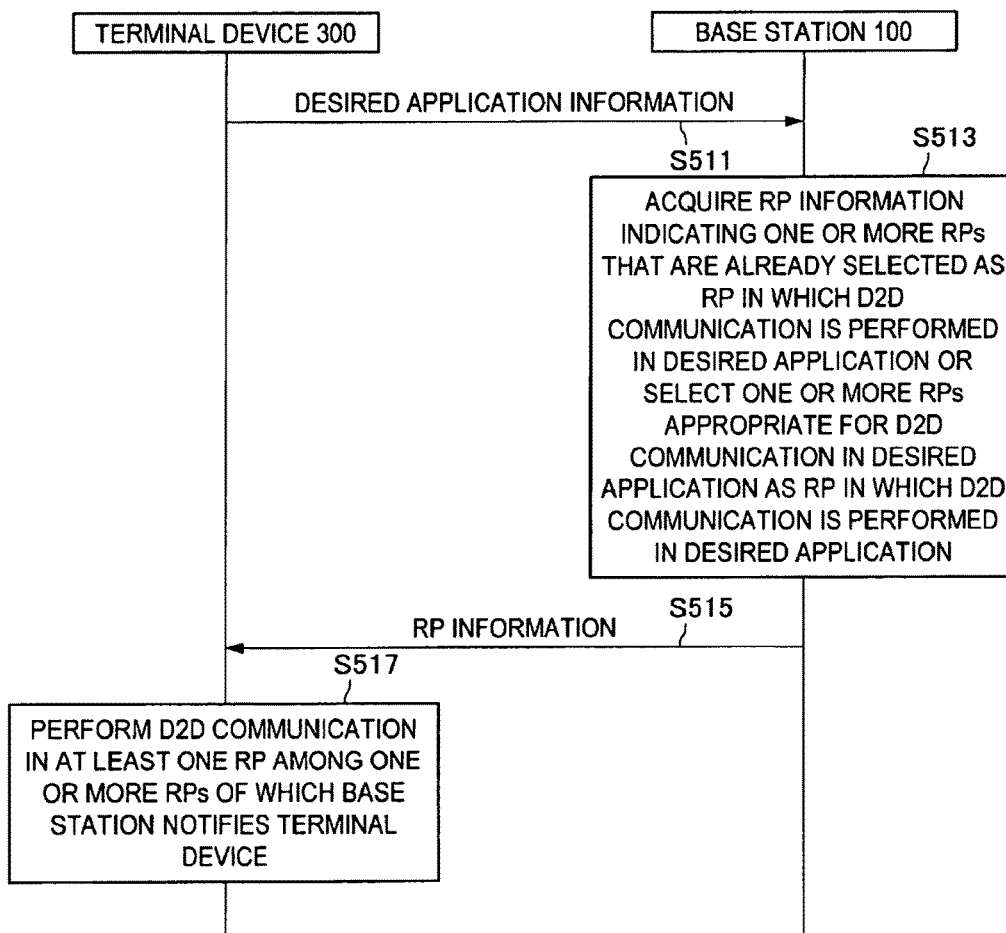 TERMINAL DEVICE 300
BASE STATION 100
DESIRED APPLICATION INFORMATION
S511
S513
ACQUIRE RP INFORMATION
INDICATING ONE OR MORE RPs
THAT ARE ALREADY SELECTED AS
RP IN WHICH D2D
COMMUNICATION IS PERFORMED
IN DESIRED APPLICATION OR
SELECT ONE OR MORE RPs
APPROPRIATE FOR D2D
COMMUNICATION IN DESIRED
APPLICATION AS RP IN WHICH D2D
COMMUNICATION IS PERFORMED
IN DESIRED APPLICATION
S515
RP INFORMATION
S517
PERFORM D2D COMMUNICATION
IN AT LEAST ONE RP AMONG ONE
OR MORE RPs OF WHICH BASE
STATION NOTIFIES TERMINAL
DEVICE